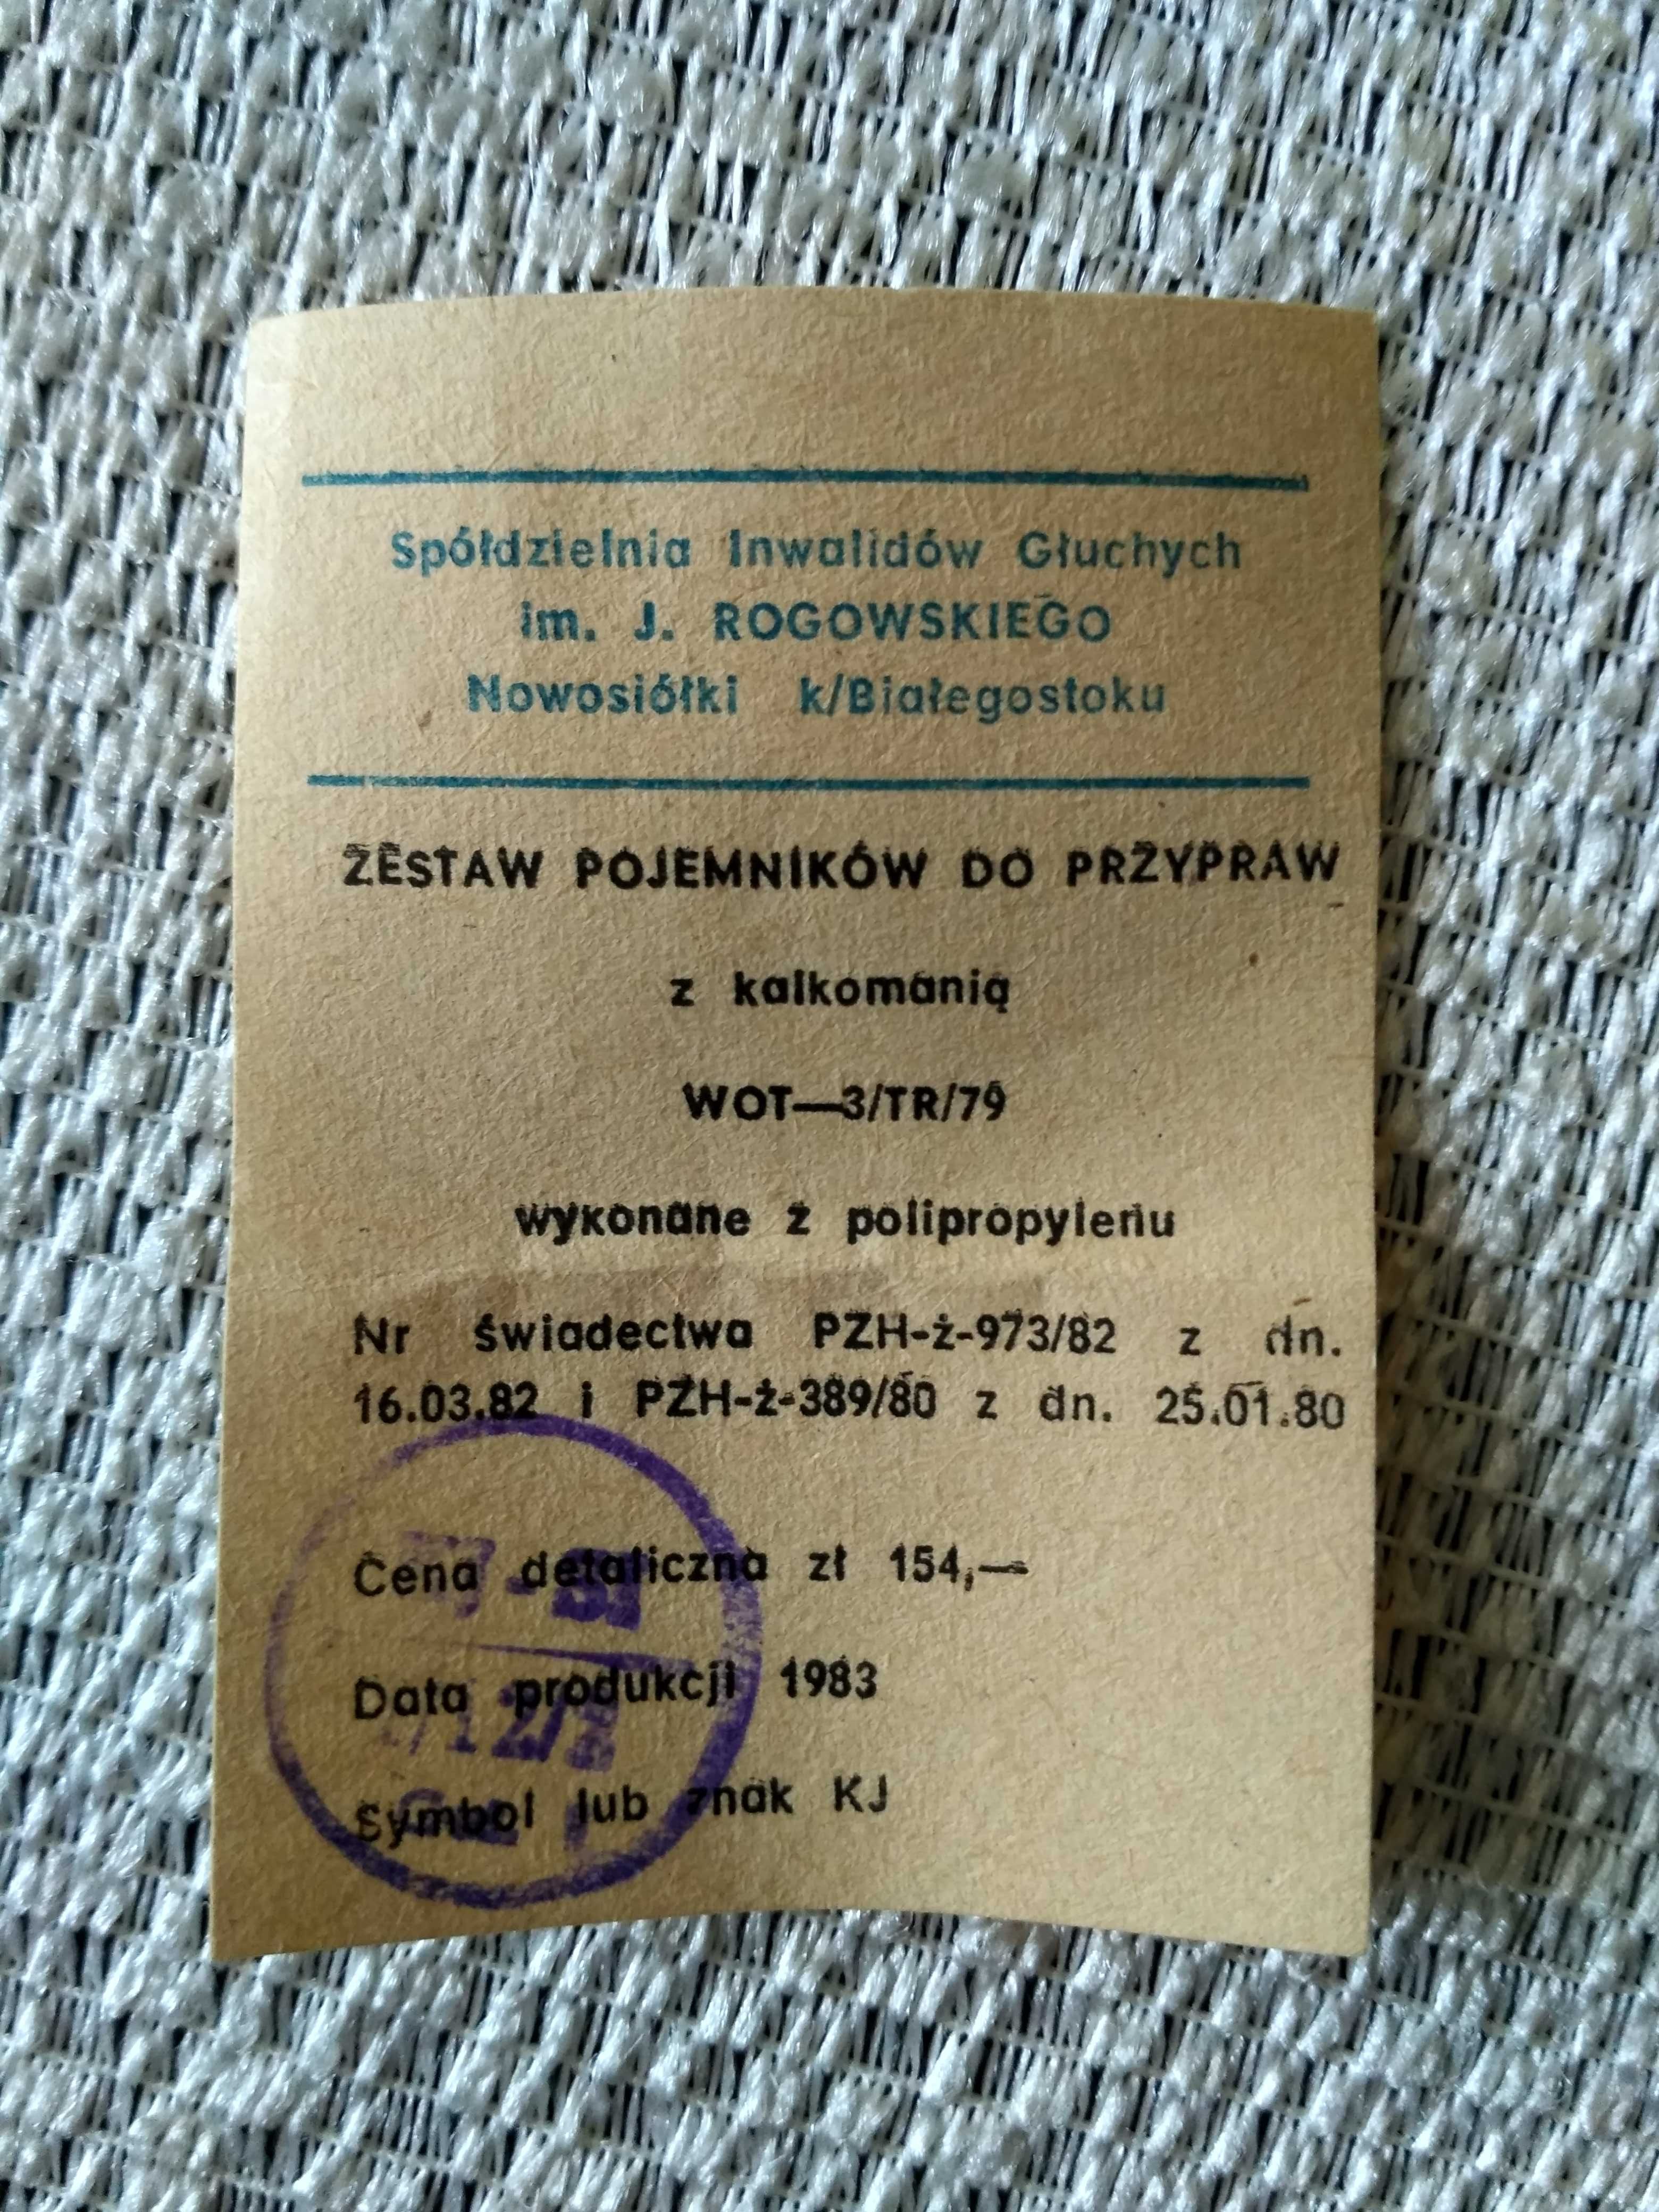 Spółdzielnia Inwalidów Głuchych
im. J. ROGOWSKIEGO
Nowosiółki k/Białegostoku
ZESTAW POJEMNIKÓW DO PRZYPRAW
z kalkomanią
WOT—3/TR/79
wykonane z polipropylenu
Nr świadectwa PZH-ż-973/82 z dn.
16.03.82 i PZH-ż-389/80 z dn. 25.01.80
Cena detaliczna zł 154,—
Data produkcji 1983
Symbol lub znak KJ